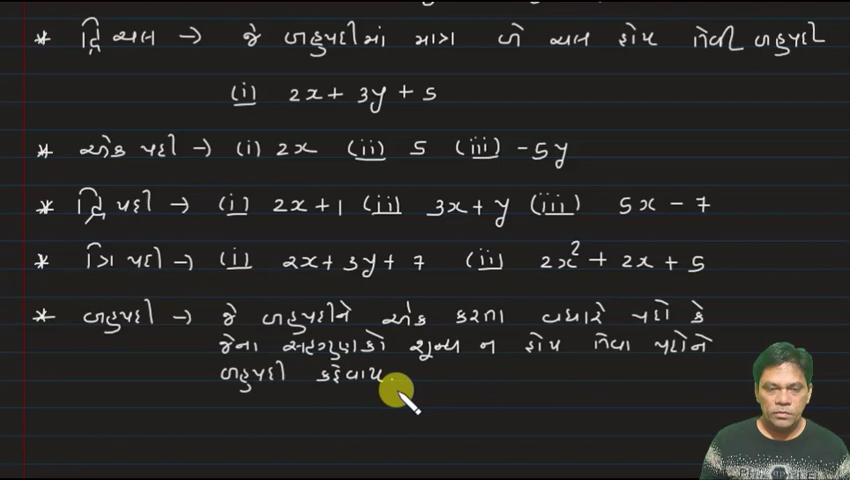 * દ્વિ ચલ → જે બહુપદીમાં માત્ર બે ચલ હોય તેવી બહુપદી
(i) 2x + 3y + 5
* એક પદી → (i) 2x (ii) 5 (iii) -5y
* દ્વિ પદી → (i) 2x + 1 (ii) 3x + y (iii) 5x - 7
* ત્રિ પદી → (i) 2x + 3y + 7 (ii) 2x² + 2x + 5
* બહુપદી → જે બહુપદીને એક કરતા વધારે પદો કે
જેના સહગુણકો શૂન્ય ન હોય તેવા પદોને
બહુપદી કહેવાય.